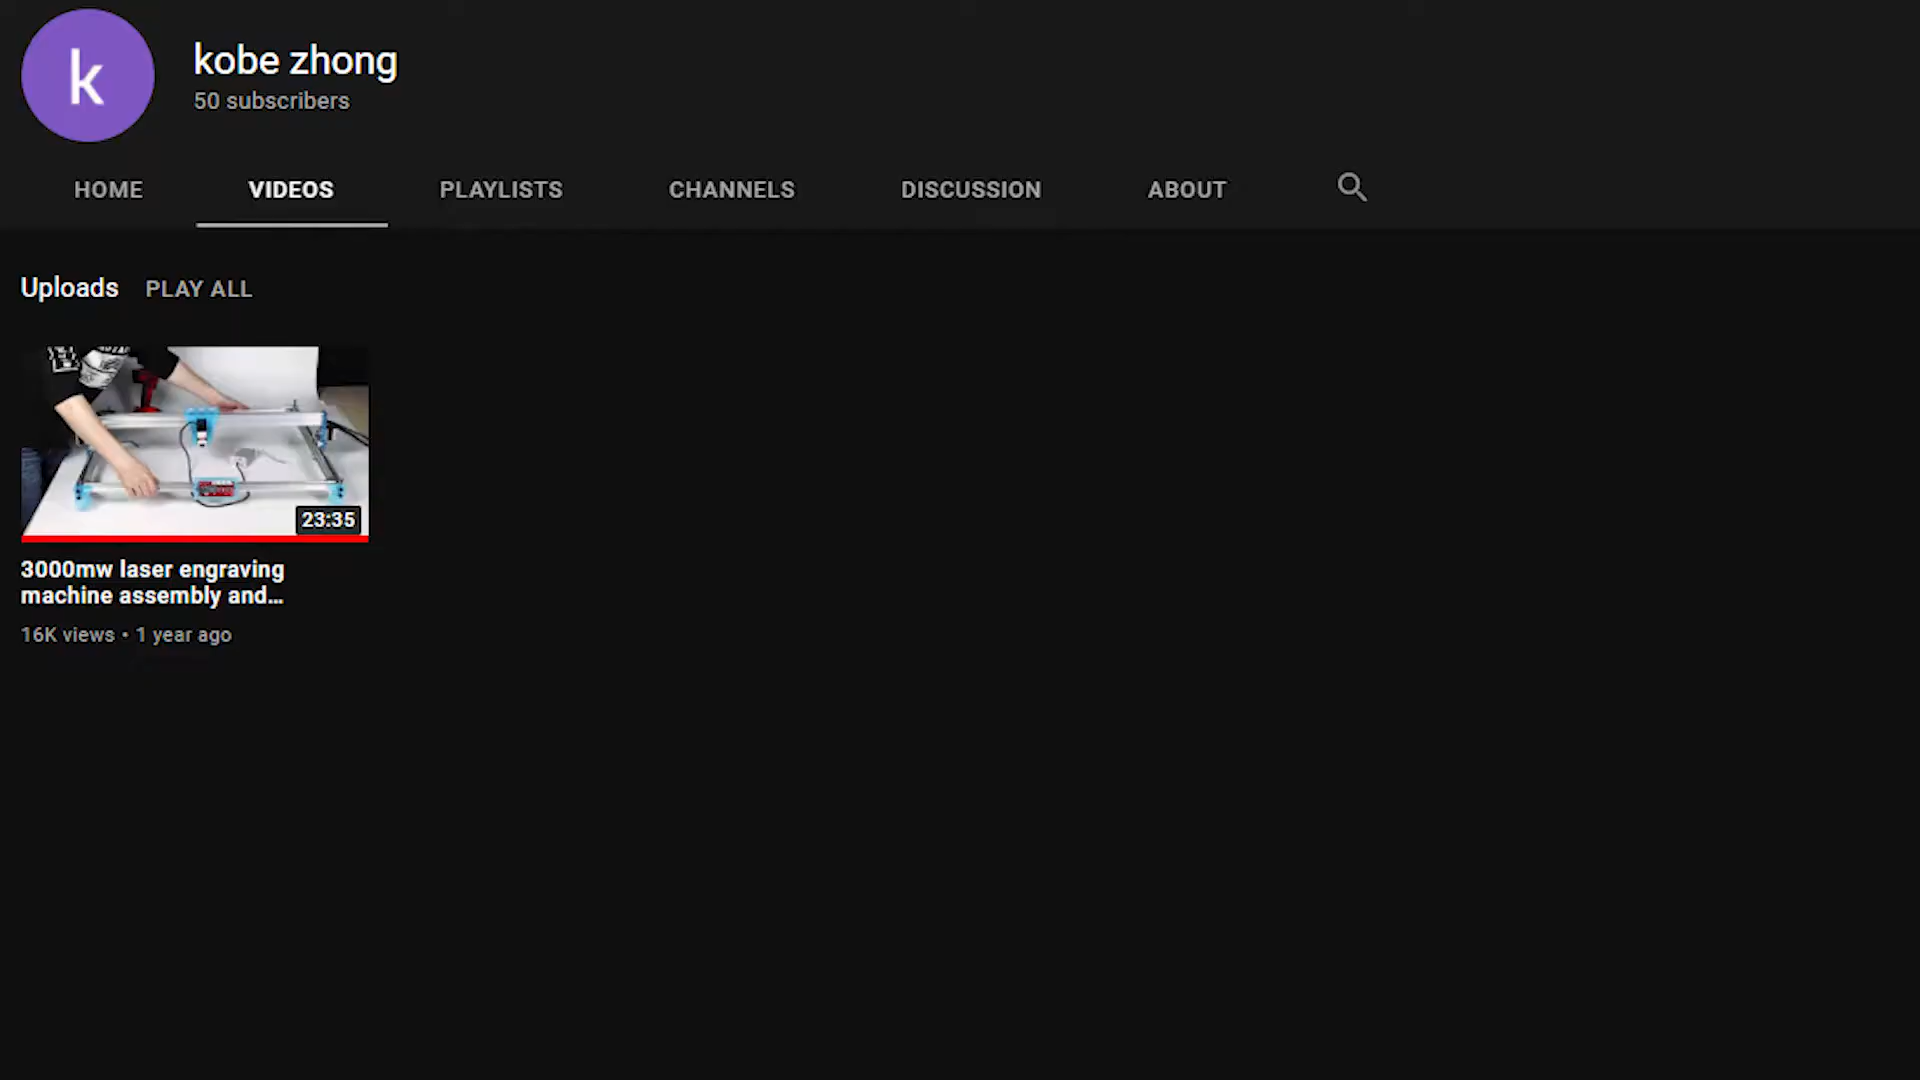 k
kobe zhong
50 subscribers
HOME VIDEOS PLAYLISTS CHANNELS DISCUSSION ABOUT
Uploads PLAY ALL
23:35
3000mw laser engraving
machine assembly and...
16K views • 1 year ago